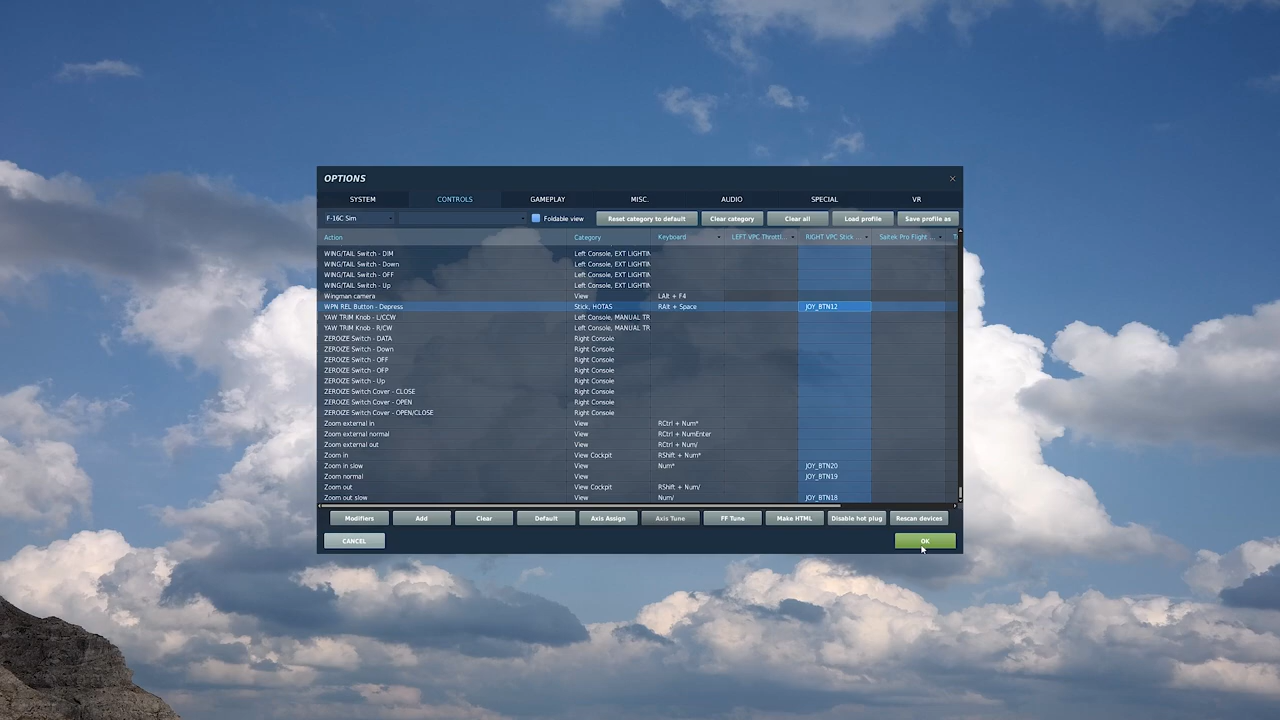 OPTIONS
SYSTEM CONTROLS GAMEPLAY MISC. AUDIO SPECIAL VR
F-16C Sim Foldable view Reset category to default Clear category Clear all Load profile Save profile as
Action Category Keyboard LEFT VPC Throttl... RIGHT VPC Stick ... Saitek Pro Flight ...
WING/TAIL Switch - DIM Left Console, EXT LIGHTIN
WING/TAIL Switch - Down Left Console, EXT LIGHTIN
WING/TAIL Switch - OFF Left Console, EXT LIGHTIN
WING/TAIL Switch - Up Left Console, EXT LIGHTIN
Wingman camera View LAlt + F4
WPN REL Button - Depress Stick, HOTAS RAlt + Space JOY_BTN12
YAW TRIM Knob - L/CCW Left Console, MANUAL TR
YAW TRIM Knob - R/CW Left Console, MANUAL TR
ZEROIZE Switch - DATA Right Console
ZEROIZE Switch - Down Right Console
ZEROIZE Switch - OFF Right Console
ZEROIZE Switch - OFP Right Console
ZEROIZE Switch - Up Right Console
ZEROIZE Switch Cover - CLOSE Right Console
ZEROIZE Switch Cover - OPEN Right Console
ZEROIZE Switch Cover - OPEN/CLOSE Right Console
Zoom external in View RCtrl + Num*
Zoom external normal View RCtrl + NumEnter
Zoom external out View RCtrl + Num/
Zoom in View Cockpit RShift + Num*
Zoom in slow View Num* JOY_BTN20
Zoom normal View JOY_BTN19
Zoom out View Cockpit RShift + Num/
Zoom out slow View Num/ JOY_BTN18
Modifiers Add Clear Default Axis Assign Axis Tune FF Tune Make HTML Disable hot plug Rescan devices
CANCEL OK